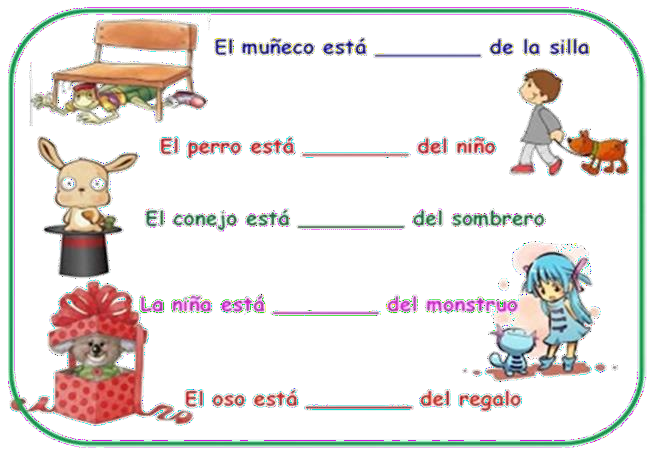 El muñeco está _________ de la silla
El perro está _________ del niño
El conejo está _________ del sombrero
La niña está _________ del monstruo
El oso está _________ del regalo